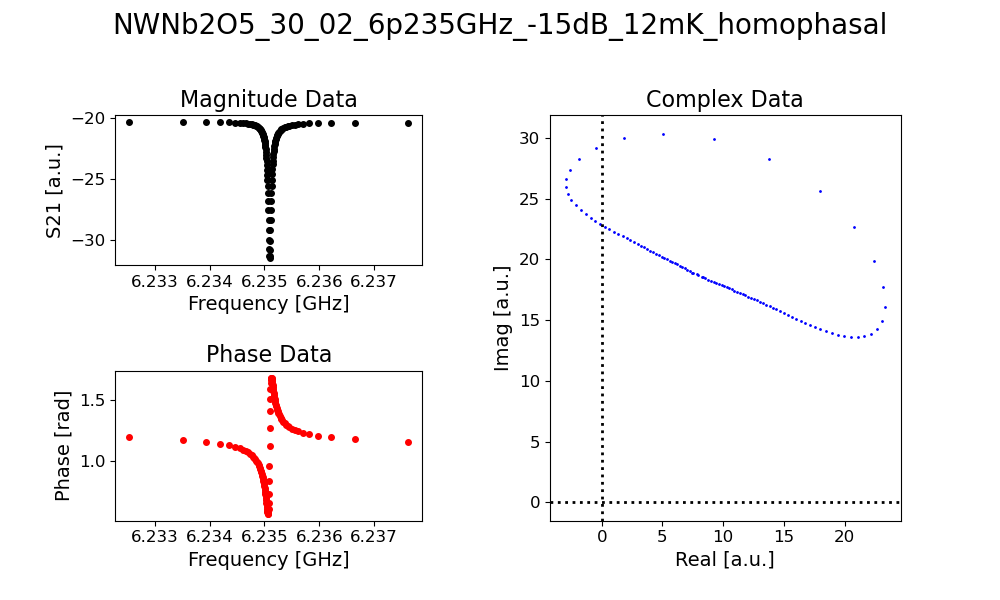 NWNb2O5_30_02_6p235GHz_-15dB_12mK_homophasal
Magnitude Data
−20
−25
−30
S21 [a.u.]
6.233 6.234 6.235 6.236 6.237
Frequency [GHz]
Phase Data
1.5
1.0
Phase [rad]
6.233 6.234 6.235 6.236 6.237
Frequency [GHz]
Complex Data
30
25
20
15
10
5
0
Imag [a.u.]
0 5 10 15 20
Real [a.u.]